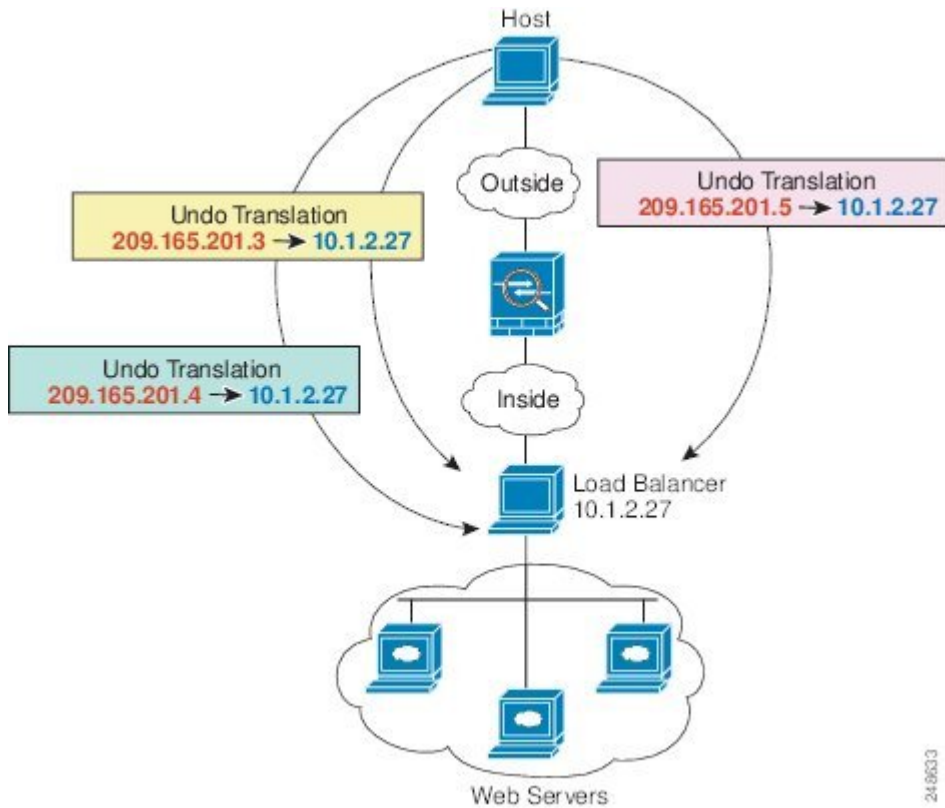 Host
Outside
Undo Translation
209.165.201.3 → 10.1.2.27
Undo Translation
209.165.201.5 → 10.1.2.27
Undo Translation
209.165.201.4 → 10.1.2.27
Inside
Load Balancer
10.1.2.27
Web Servers
248633